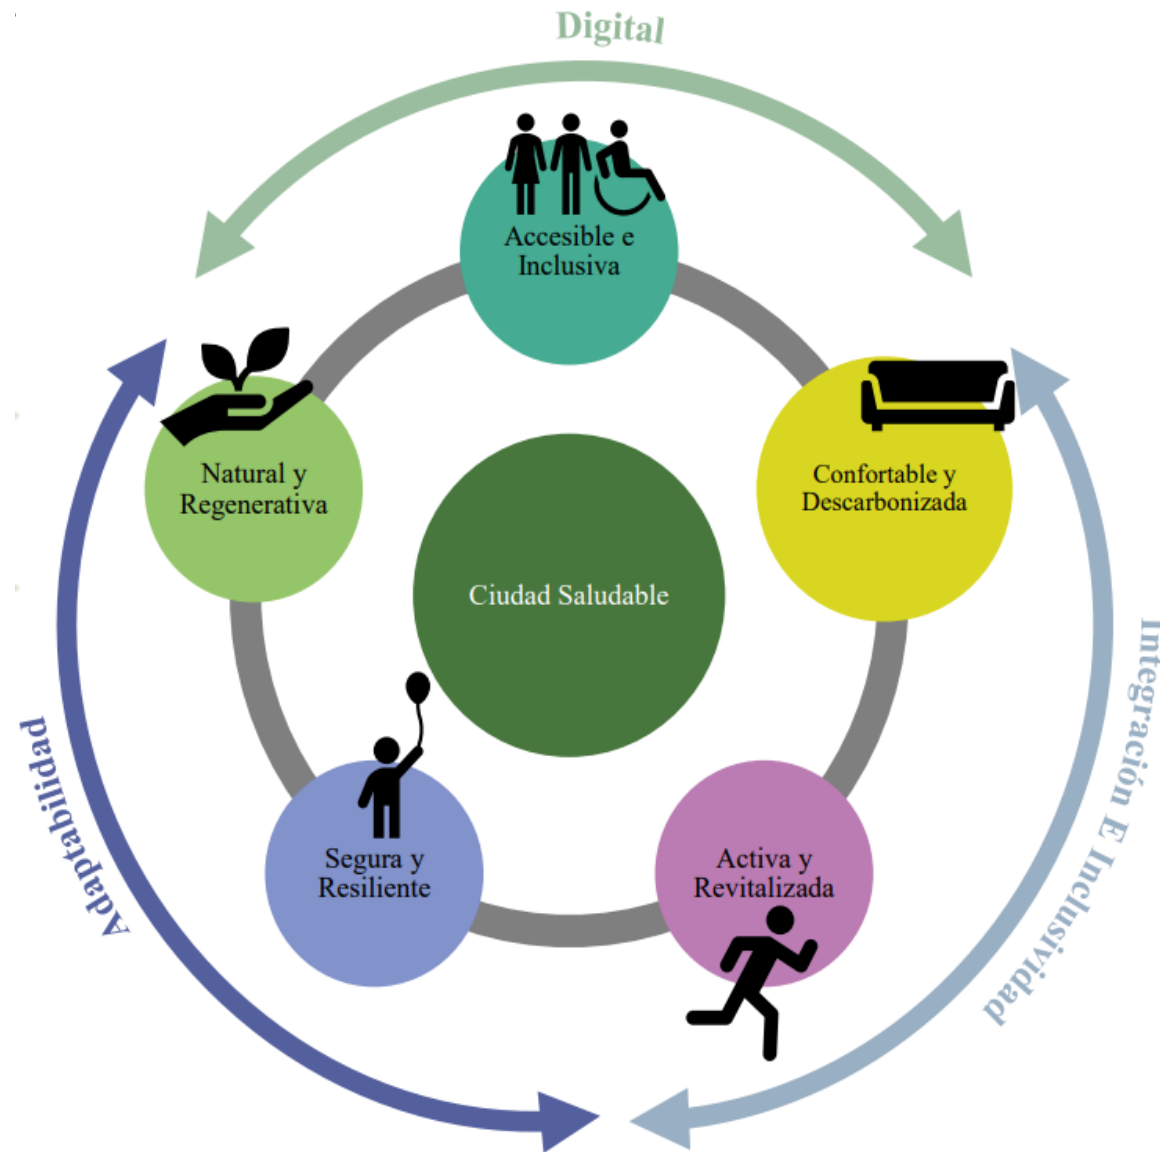 Digital
Accesible e
Inclusiva
Natural y
Regenerativa
Confortable y
Descarbonizada
Ciudad Saludable
Segura y
Resiliente
Activa y
Revitalizada
Adaptabilidad
Integración E Inclusividad